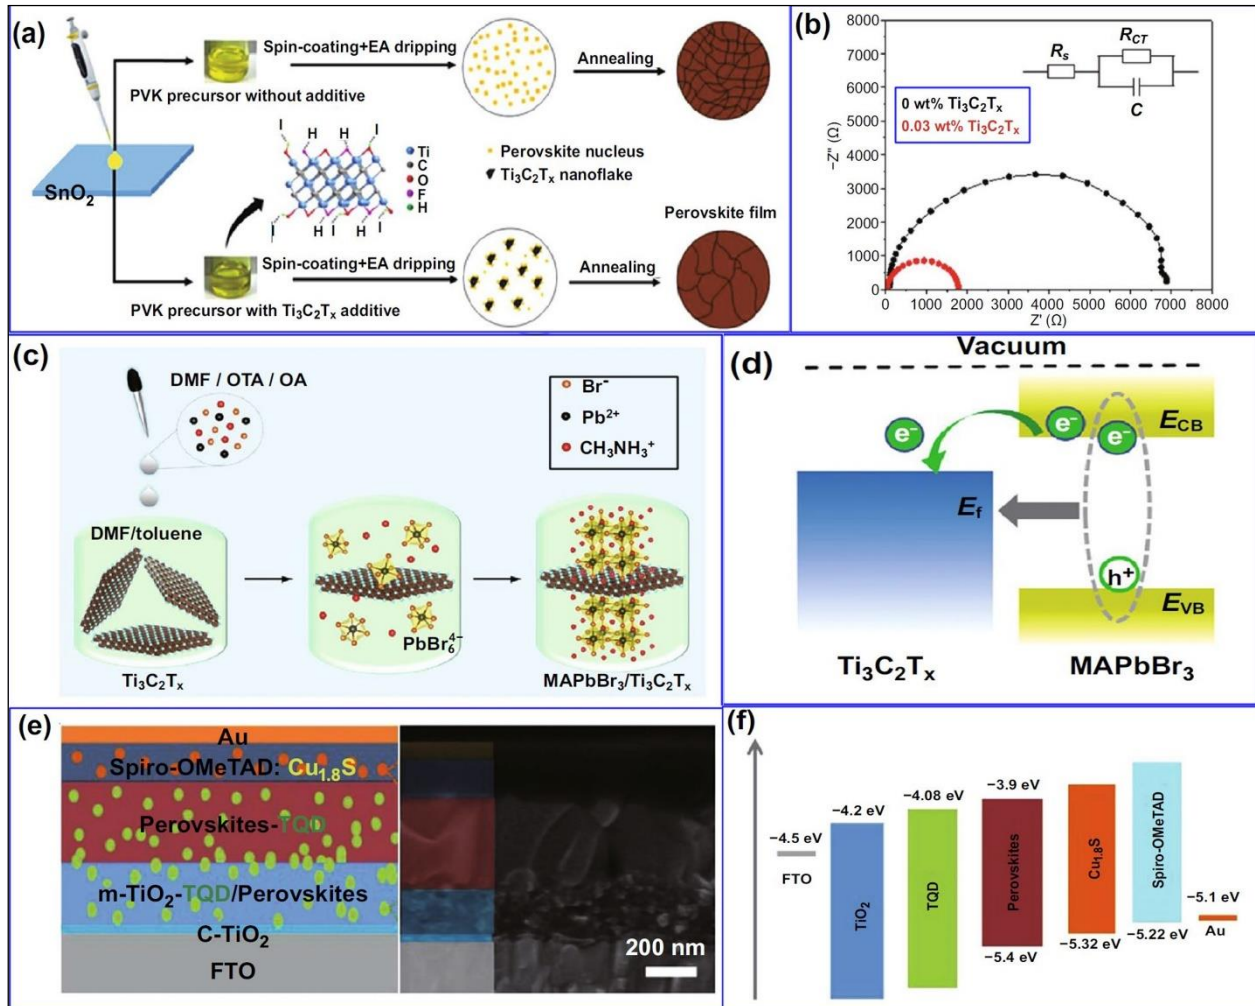 (a)
Spin-coating+EA dripping
Annealing
PVK precursor without additive
SnO₂
I H I H I
Ti
C
O
F
H
Perovskite nucleus
Ti₃C₂Tₓ nanoflake
I H I H I
Perovskite film
Spin-coating+EA dripping
Annealing
PVK precursor with Ti₃C₂Tₓ additive
(b)
8000
7000
6000
5000
4000
3000
2000
1000
0
−Z″ (Ω)
0 wt% Ti₃C₂Tₓ
0.03 wt% Ti₃C₂Tₓ
Rₛ
R_CT
C
0 1000 2000 3000 4000 5000 6000 7000 8000
Z′ (Ω)
(c)
DMF / OTA / OA
Br⁻
Pb²⁺
CH₃NH₃⁺
DMF/toluene
PbBr₆⁴⁻
Ti₃C₂Tₓ
MAPbBr₃/Ti₃C₂Tₓ
(d)
Vacuum
e⁻
e⁻
e⁻
E_CB
E_f
h⁺
E_VB
Ti₃C₂Tₓ
MAPbBr₃
(e)
Au
Spiro-OMeTAD: Cu₁.₈S
Perovskites-TQD
m-TiO₂-TQD/Perovskites
C-TiO₂
FTO
200 nm
(f)
−4.5 eV
FTO
−4.2 eV
TiO₂
−4.08 eV
TQD
−3.9 eV
Perovskites
−5.4 eV
Cu₁.₈S
−5.32 eV
Spiro-OMeTAD
−5.22 eV
−5.1 eV
Au